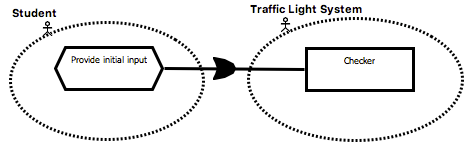 Student
Traffic Light System
Provide initial input
Checker